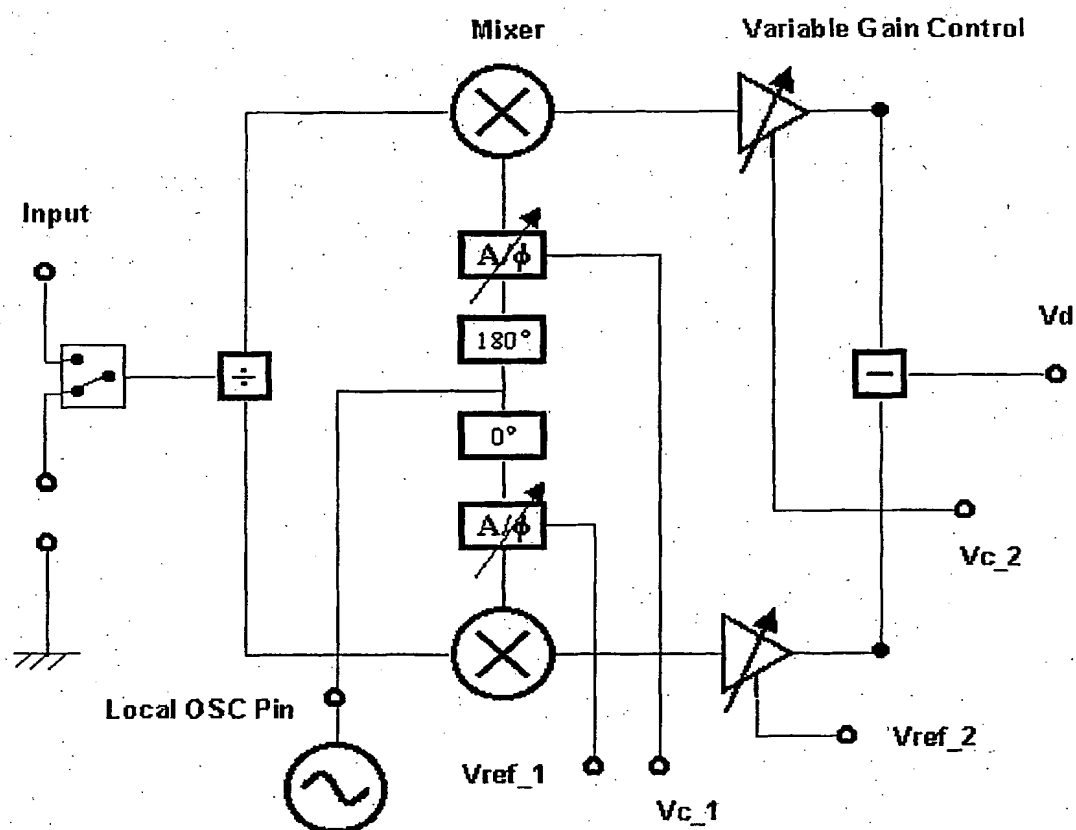 Mixer
Variable Gain Control
Input
A/ϕ
180°
Vd
÷
−
0°
A/ϕ
Vc_2
Local OSC Pin
Vref_2
Vref_1
Vc_1